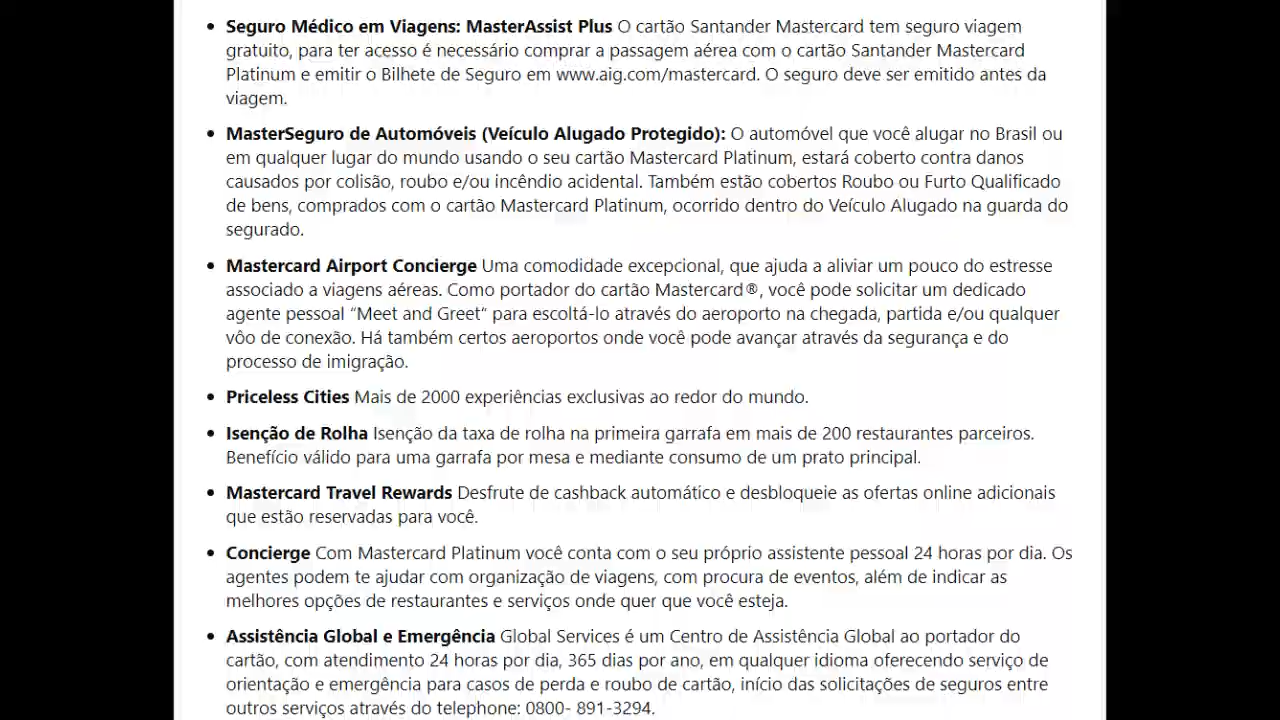 • Seguro Médico em Viagens: MasterAssist Plus O cartão Santander Mastercard tem seguro viagem
gratuito, para ter acesso é necessário comprar a passagem aérea com o cartão Santander Mastercard
Platinum e emitir o Bilhete de Seguro em www.aig.com/mastercard. O seguro deve ser emitido antes da
viagem.
• MasterSeguro de Automóveis (Veículo Alugado Protegido): O automóvel que você alugar no Brasil ou
em qualquer lugar do mundo usando o seu cartão Mastercard Platinum, estará coberto contra danos
causados por colisão, roubo e/ou incêndio acidental. Também estão cobertos Roubo ou Furto Qualificado
de bens, comprados com o cartão Mastercard Platinum, ocorrido dentro do Veículo Alugado na guarda do
segurado.
• Mastercard Airport Concierge Uma comodidade excepcional, que ajuda a aliviar um pouco do estresse
associado a viagens aéreas. Como portador do cartão Mastercard®, você pode solicitar um dedicado
agente pessoal “Meet and Greet“ para escoltá-lo através do aeroporto na chegada, partida e/ou qualquer
vôo de conexão. Há também certos aeroportos onde você pode avançar através da segurança e do
processo de imigração.
• Priceless Cities Mais de 2000 experiências exclusivas ao redor do mundo.
• Isenção de Rolha Isenção da taxa de rolha na primeira garrafa em mais de 200 restaurantes parceiros.
Benefício válido para uma garrafa por mesa e mediante consumo de um prato principal.
• Mastercard Travel Rewards Desfrute de cashback automático e desbloqueie as ofertas online adicionais
que estão reservadas para você.
• Concierge Com Mastercard Platinum você conta com o seu próprio assistente pessoal 24 horas por dia. Os
agentes podem te ajudar com organização de viagens, com procura de eventos, além de indicar as
melhores opções de restaurantes e serviços onde quer que você esteja.
• Assistência Global e Emergência Global Services é um Centro de Assistência Global ao portador do
cartão, com atendimento 24 horas por dia, 365 dias por ano, em qualquer idioma oferecendo serviço de
orientação e emergência para casos de perda e roubo de cartão, início das solicitações de seguros entre
outros serviços através do telephone: 0800- 891-3294.